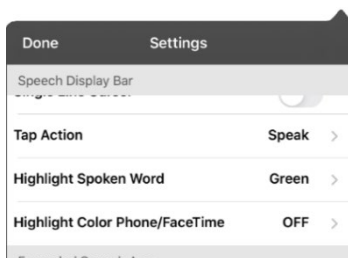 Done Settings
Speech Display Bar
Tap Action Speak
Highlight Spoken Word Green
Highlight Color Phone/FaceTime OFF